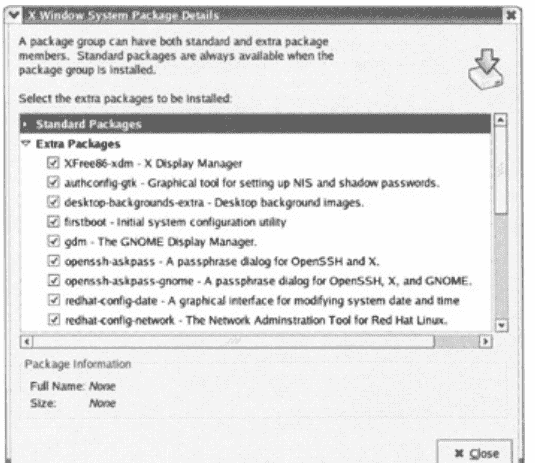 X Window System Package Details
A package group can have both standard and extra package
members. Standard packages are always available when the
package group is installed.
Select the extra packages to be installed:
Standard Packages
Extra Packages
XFree86-xdm - X Display Manager
authconfig-gtk - Graphical tool for setting up NIS and shadow passwords.
desktop-backgrounds-extra - Desktop background images.
firstboot - Initial system configuration utility
gdm - The GNOME Display Manager.
openssh-askpass - A passphrase dialog for OpenSSH and X.
openssh-askpass-gnome - A passphrase dialog for OpenSSH, X, and GNOME.
redhat-config-date - A graphical interface for modifying system date and time
redhat-config-network - The Network Adminstration Tool for Red Hat Linux.
Package Information
Full Name: None
Size: None
Close